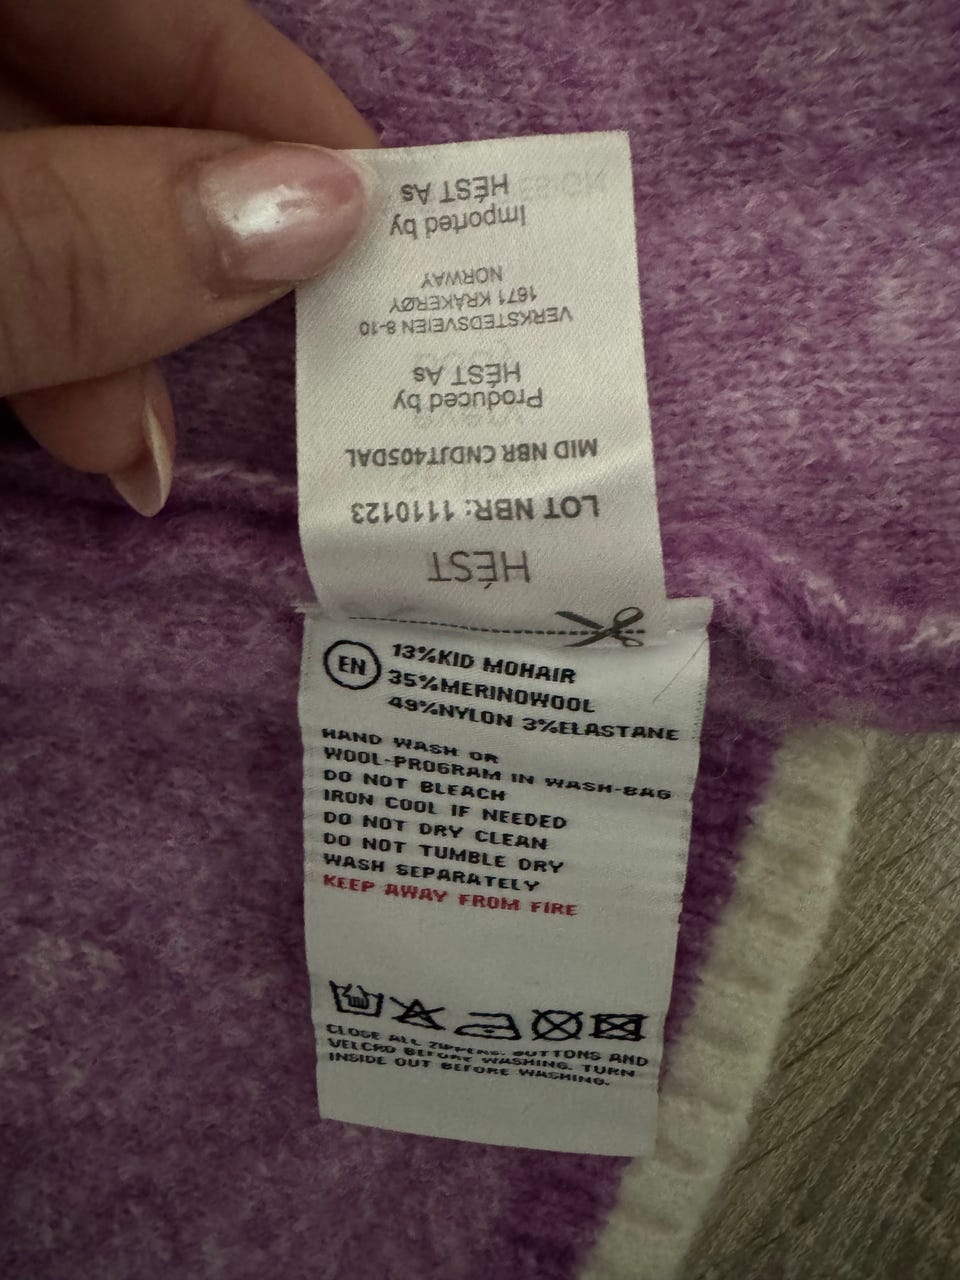 HÉST
LOT NBR: 1110123
MID NBR CNDJT405DAL
Produced by
HÉST As
VERKSTEDSVEIEN 8-10
1671 KRÅKERØY
NORWAY
Imported by
HÉST As
EN
13%KID MOHAIR
35%MERINOWOOL
49%NYLON 3%ELASTANE
HAND WASH OR
WOOL-PROGRAM IN WASH-BAG
DO NOT BLEACH
IRON COOL IF NEEDED
DO NOT DRY CLEAN
DO NOT TUMBLE DRY
WASH SEPARATELY
KEEP AWAY FROM FIRE
CLOSE ALL ZIPPERS, BUTTONS AND
VELCRO BEFORE WASHING. TURN
INSIDE OUT BEFORE WASHING.